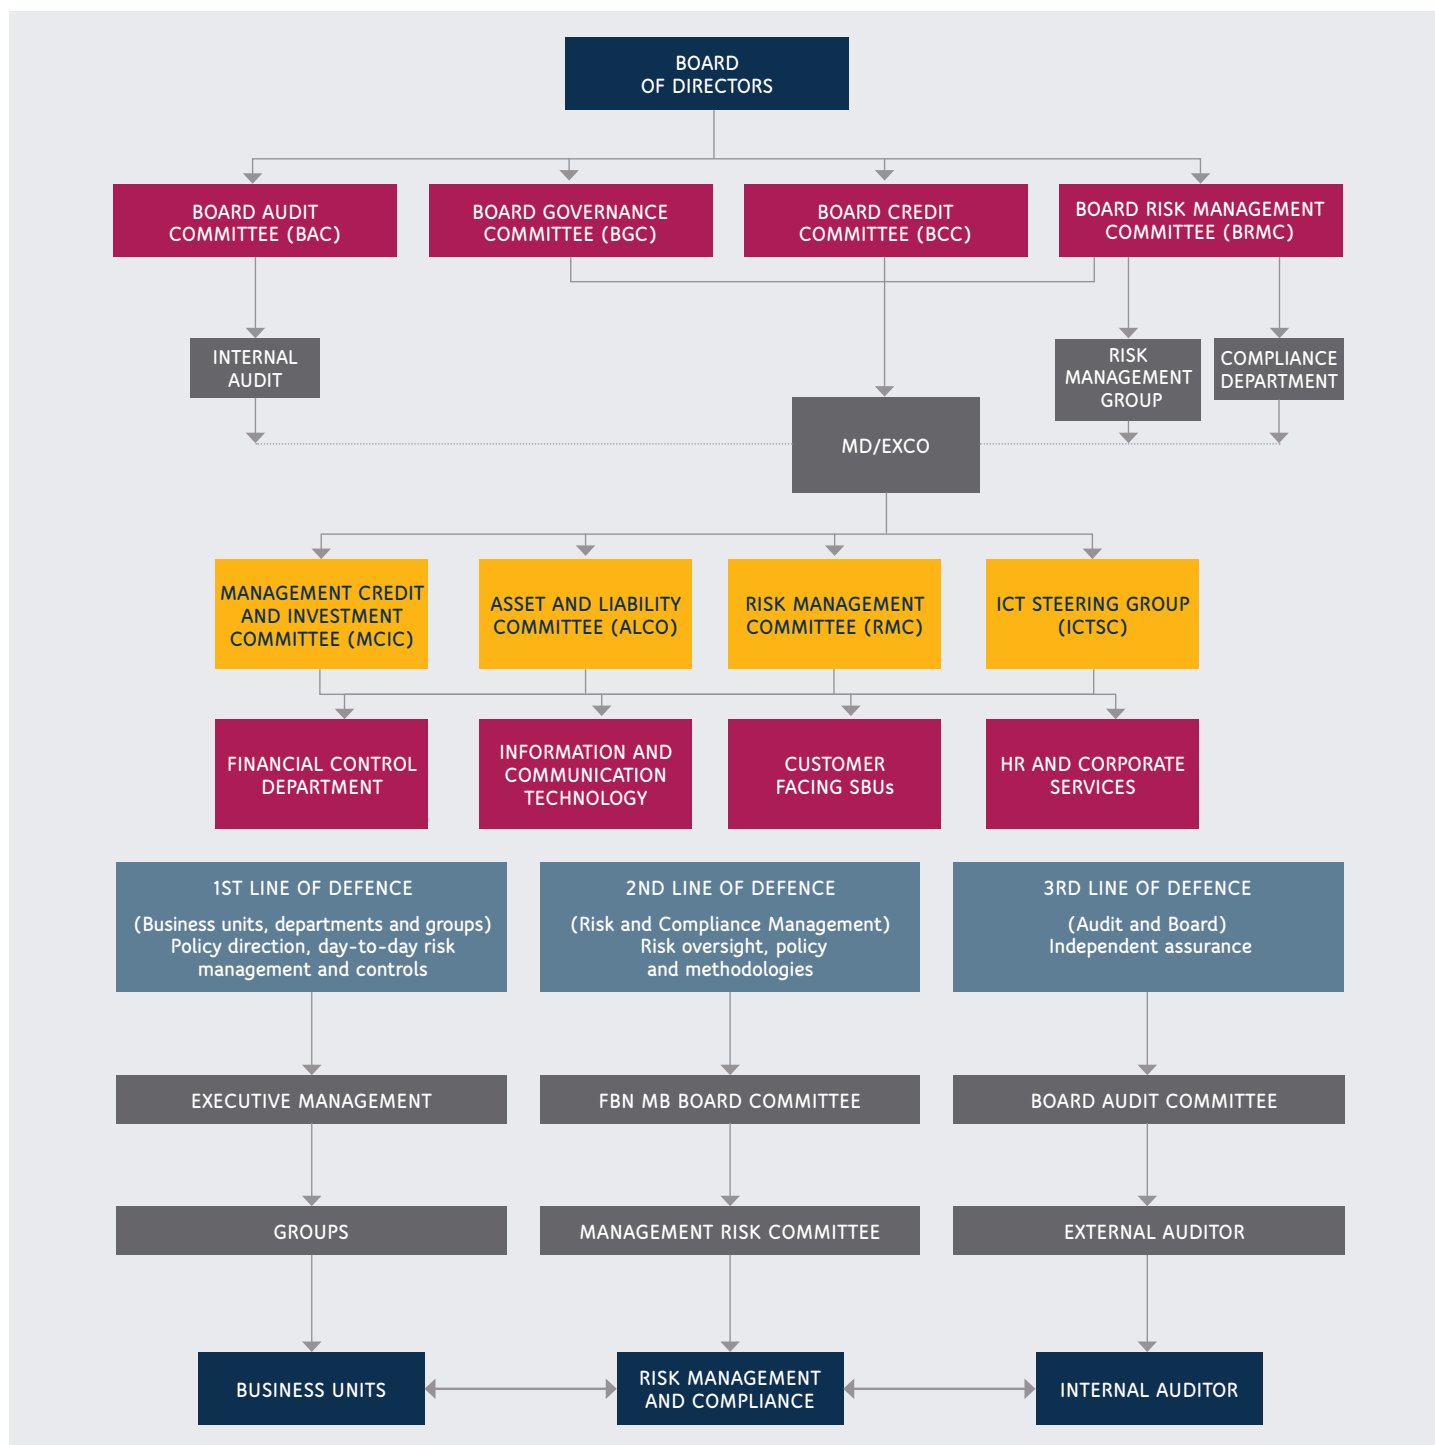 BOARD
OF DIRECTORS
BOARD AUDIT
COMMITTEE (BAC)
BOARD GOVERNANCE
COMMITTEE (BGC)
BOARD CREDIT
COMMITTEE (BCC)
BOARD RISK MANAGEMENT
COMMITTEE (BRMC)
INTERNAL
AUDIT
RISK
MANAGEMENT
GROUP
COMPLIANCE
DEPARTMENT
MD/EXCO
MANAGEMENT CREDIT
AND INVESTMENT
COMMITTEE (MCIC)
ASSET AND LIABILITY
COMMITTEE (ALCO)
RISK MANAGEMENT
COMMITTEE (RMC)
ICT STEERING GROUP
(ICTSC)
FINANCIAL CONTROL
DEPARTMENT
INFORMATION AND
COMMUNICATION
TECHNOLOGY
CUSTOMER
FACING SBUs
HR AND CORPORATE
SERVICES
1ST LINE OF DEFENCE
(Business units, departments and groups)
Policy direction, day-to-day risk
management and controls
2ND LINE OF DEFENCE
(Risk and Compliance Management)
Risk oversight, policy
and methodologies
3RD LINE OF DEFENCE
(Audit and Board)
Independent assurance
EXECUTIVE MANAGEMENT
FBN MB BOARD COMMITTEE
BOARD AUDIT COMMITTEE
GROUPS
MANAGEMENT RISK COMMITTEE
EXTERNAL AUDITOR
BUSINESS UNITS
RISK MANAGEMENT
AND COMPLIANCE
INTERNAL AUDITOR